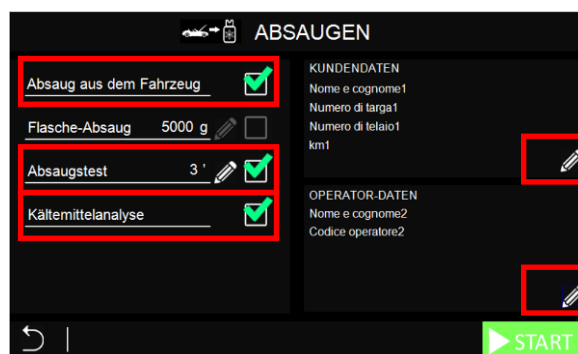 ABSAUGEN
Absaug aus dem Fahrzeug
Flasche-Absaug 5000 g
Absaugstest 3 '
Kältemittelanalyse
KUNDENDATEN
Nome e cognome1
Numero di targa1
Numero di telaio1
km1
OPERATOR-DATEN
Nome e cognome2
Codice operatore2
START